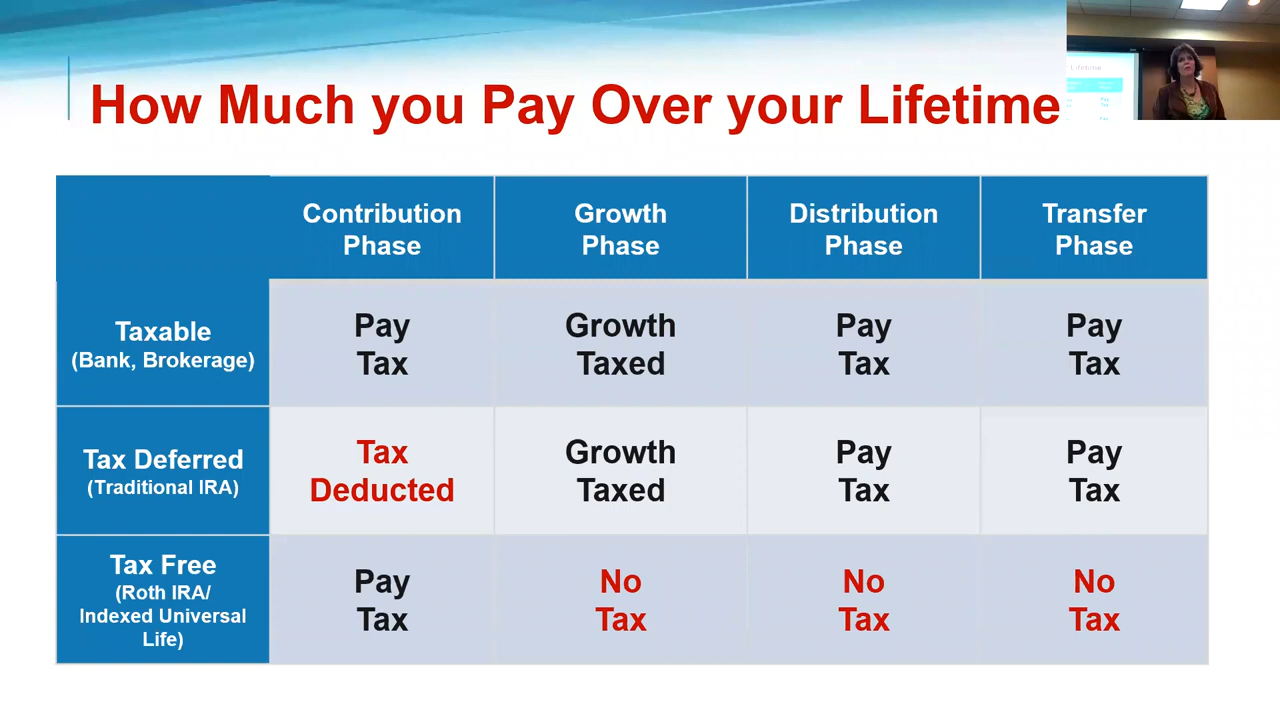 How Much you Pay Over your Lifetime
Lifetime
Contribution
Phase
Growth
Phase
Distribution
Phase
Transfer
Phase
Taxable
(Bank, Brokerage)
Pay
Tax
Growth
Taxed
Pay
Tax
Pay
Tax
Tax Deferred
(Traditional IRA)
Tax
Deducted
Growth
Taxed
Pay
Tax
Pay
Tax
Tax Free
(Roth IRA/
Indexed Universal
Life)
Pay
Tax
No
Tax
No
Tax
No
Tax